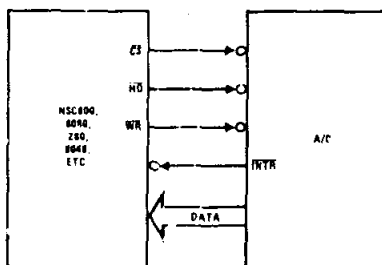 CS
RD
NSC800,
8080,
Z80,
8048,
ETC
WR
A/D
INTR
DATA